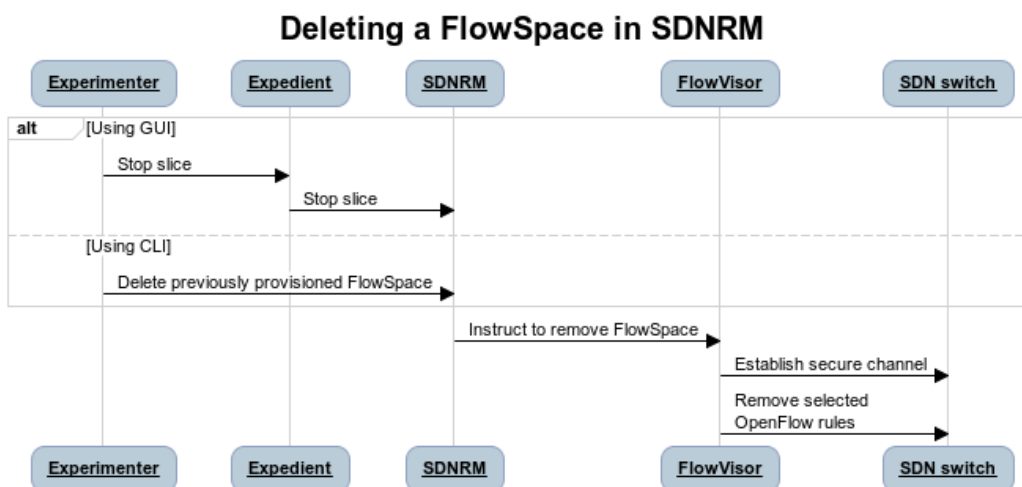 Deleting a FlowSpace in SDNRM
Experimenter
Expedient
SDNRM
FlowVisor
SDN switch
alt
[Using GUI]
Stop slice
Stop slice
[Using CLI]
Delete previously provisioned FlowSpace
Instruct to remove FlowSpace
Establish secure channel
Remove selected
OpenFlow rules
Experimenter
Expedient
SDNRM
FlowVisor
SDN switch